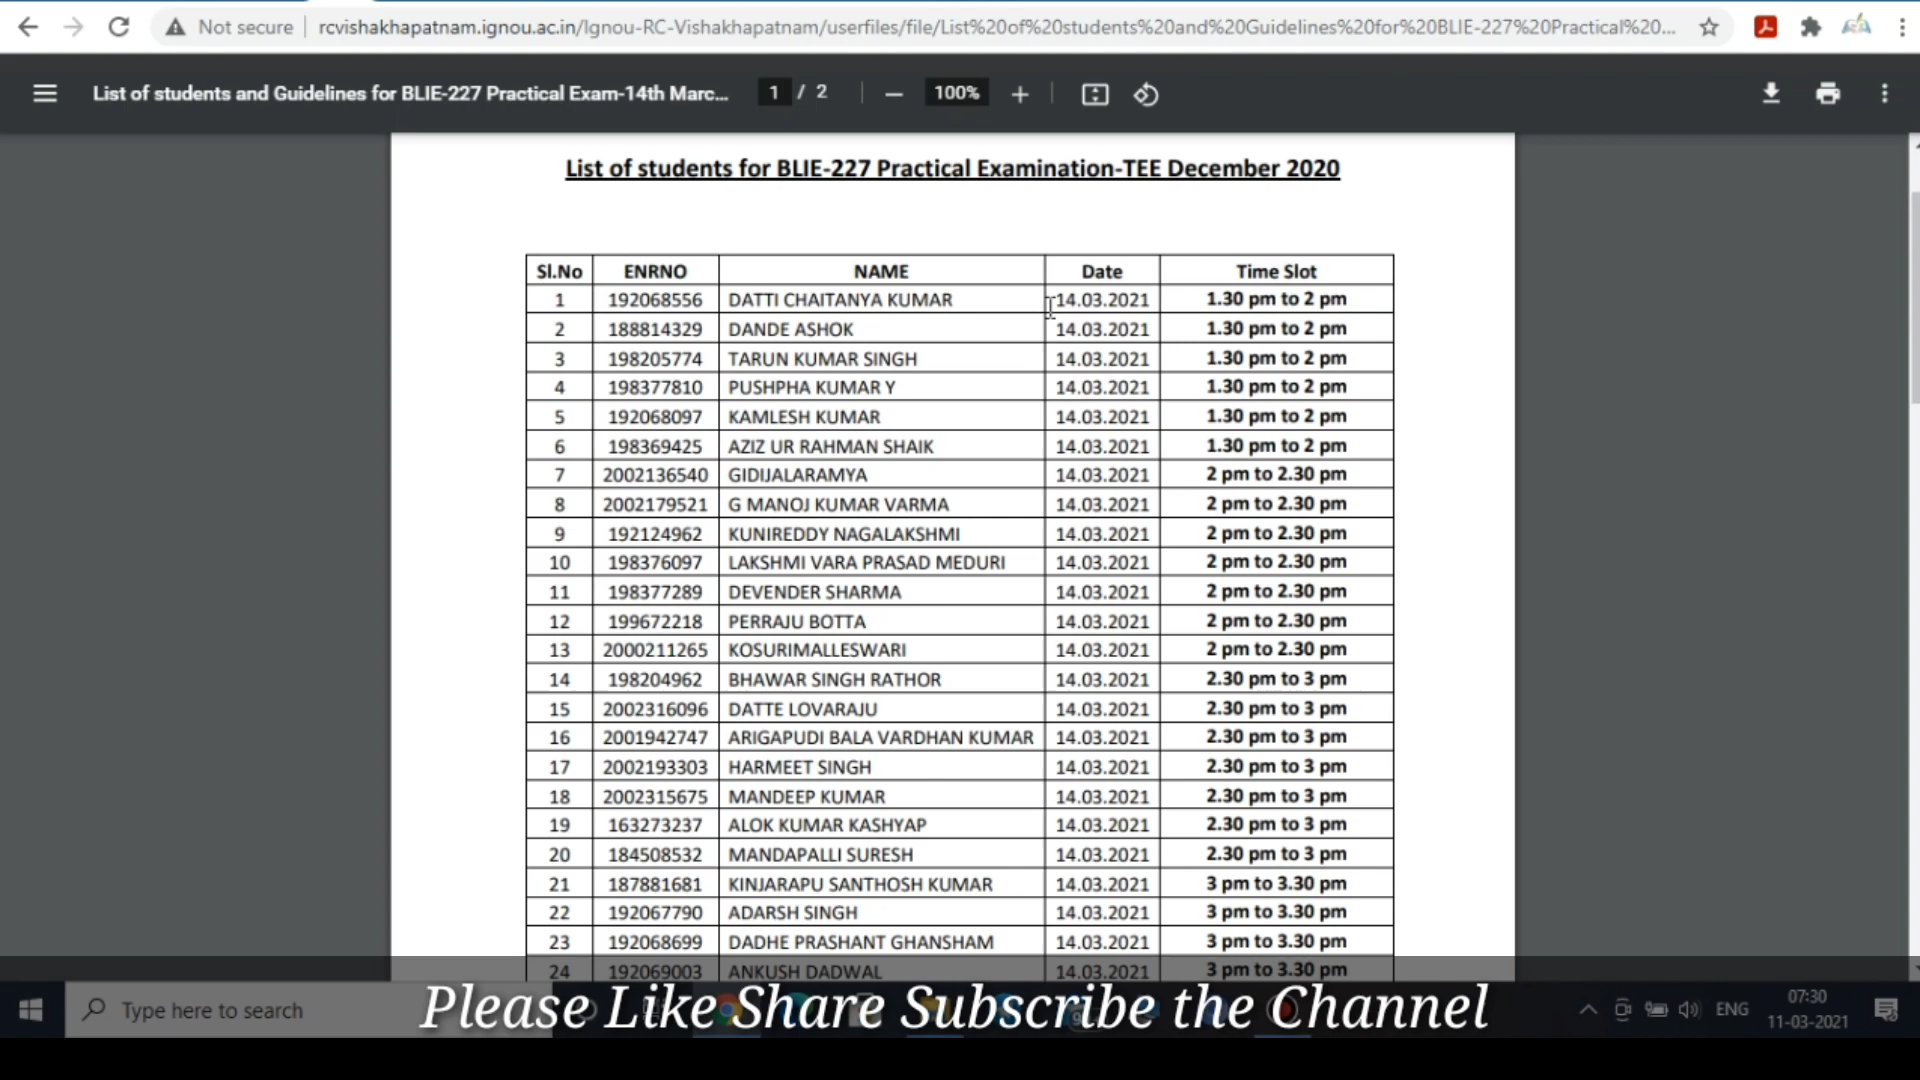 Not secure rcvishakhapatnam.ignou.ac.in/Ignou-RC-Vishakhapatnam/userfiles/file/List%20of%20students%20and%20Guidelines%20for%20BLIE-227%20Practical%20...
List of students and Guidelines for BLIE-227 Practical Exam-14th Marc... 1 / 2 100%
List of students for BLIE-227 Practical Examination-TEE December 2020
Sl.No ENRNO NAME Date Time Slot
1 192068556 DATTI CHAITANYA KUMAR 14.03.2021 1.30 pm to 2 pm
2 188814329 DANDE ASHOK 14.03.2021 1.30 pm to 2 pm
3 198205774 TARUN KUMAR SINGH 14.03.2021 1.30 pm to 2 pm
4 198377810 PUSHPHA KUMAR Y 14.03.2021 1.30 pm to 2 pm
5 192068097 KAMLESH KUMAR 14.03.2021 1.30 pm to 2 pm
6 198369425 AZIZ UR RAHMAN SHAIK 14.03.2021 1.30 pm to 2 pm
7 2002136540 GIDIJALARAMYA 14.03.2021 2 pm to 2.30 pm
8 2002179521 G MANOJ KUMAR VARMA 14.03.2021 2 pm to 2.30 pm
9 192124962 KUNIREDDY NAGALAKSHMI 14.03.2021 2 pm to 2.30 pm
10 198376097 LAKSHMI VARA PRASAD MEDURI 14.03.2021 2 pm to 2.30 pm
11 198377289 DEVENDER SHARMA 14.03.2021 2 pm to 2.30 pm
12 199672218 PERRAJU BOTTA 14.03.2021 2 pm to 2.30 pm
13 2000211265 KOSURIMALLESWARI 14.03.2021 2 pm to 2.30 pm
14 198204962 BHAWAR SINGH RATHOR 14.03.2021 2.30 pm to 3 pm
15 2002316096 DATTE LOVARAJU 14.03.2021 2.30 pm to 3 pm
16 2001942747 ARIGAPUDI BALA VARDHAN KUMAR 14.03.2021 2.30 pm to 3 pm
17 2002193303 HARMEET SINGH 14.03.2021 2.30 pm to 3 pm
18 2002315675 MANDEEP KUMAR 14.03.2021 2.30 pm to 3 pm
19 163273237 ALOK KUMAR KASHYAP 14.03.2021 2.30 pm to 3 pm
20 184508532 MANDAPALLI SURESH 14.03.2021 2.30 pm to 3 pm
21 187881681 KINJARAPU SANTHOSH KUMAR 14.03.2021 3 pm to 3.30 pm
22 192067790 ADARSH SINGH 14.03.2021 3 pm to 3.30 pm
23 192068699 DADHE PRASHANT GHANSHAM 14.03.2021 3 pm to 3.30 pm
24 192069003 ANKUSH DADWAL 14.03.2021 3 pm to 3.30 pm
Please Like Share Subscribe the Channel
Type here to search ENG 07:30
11-03-2021